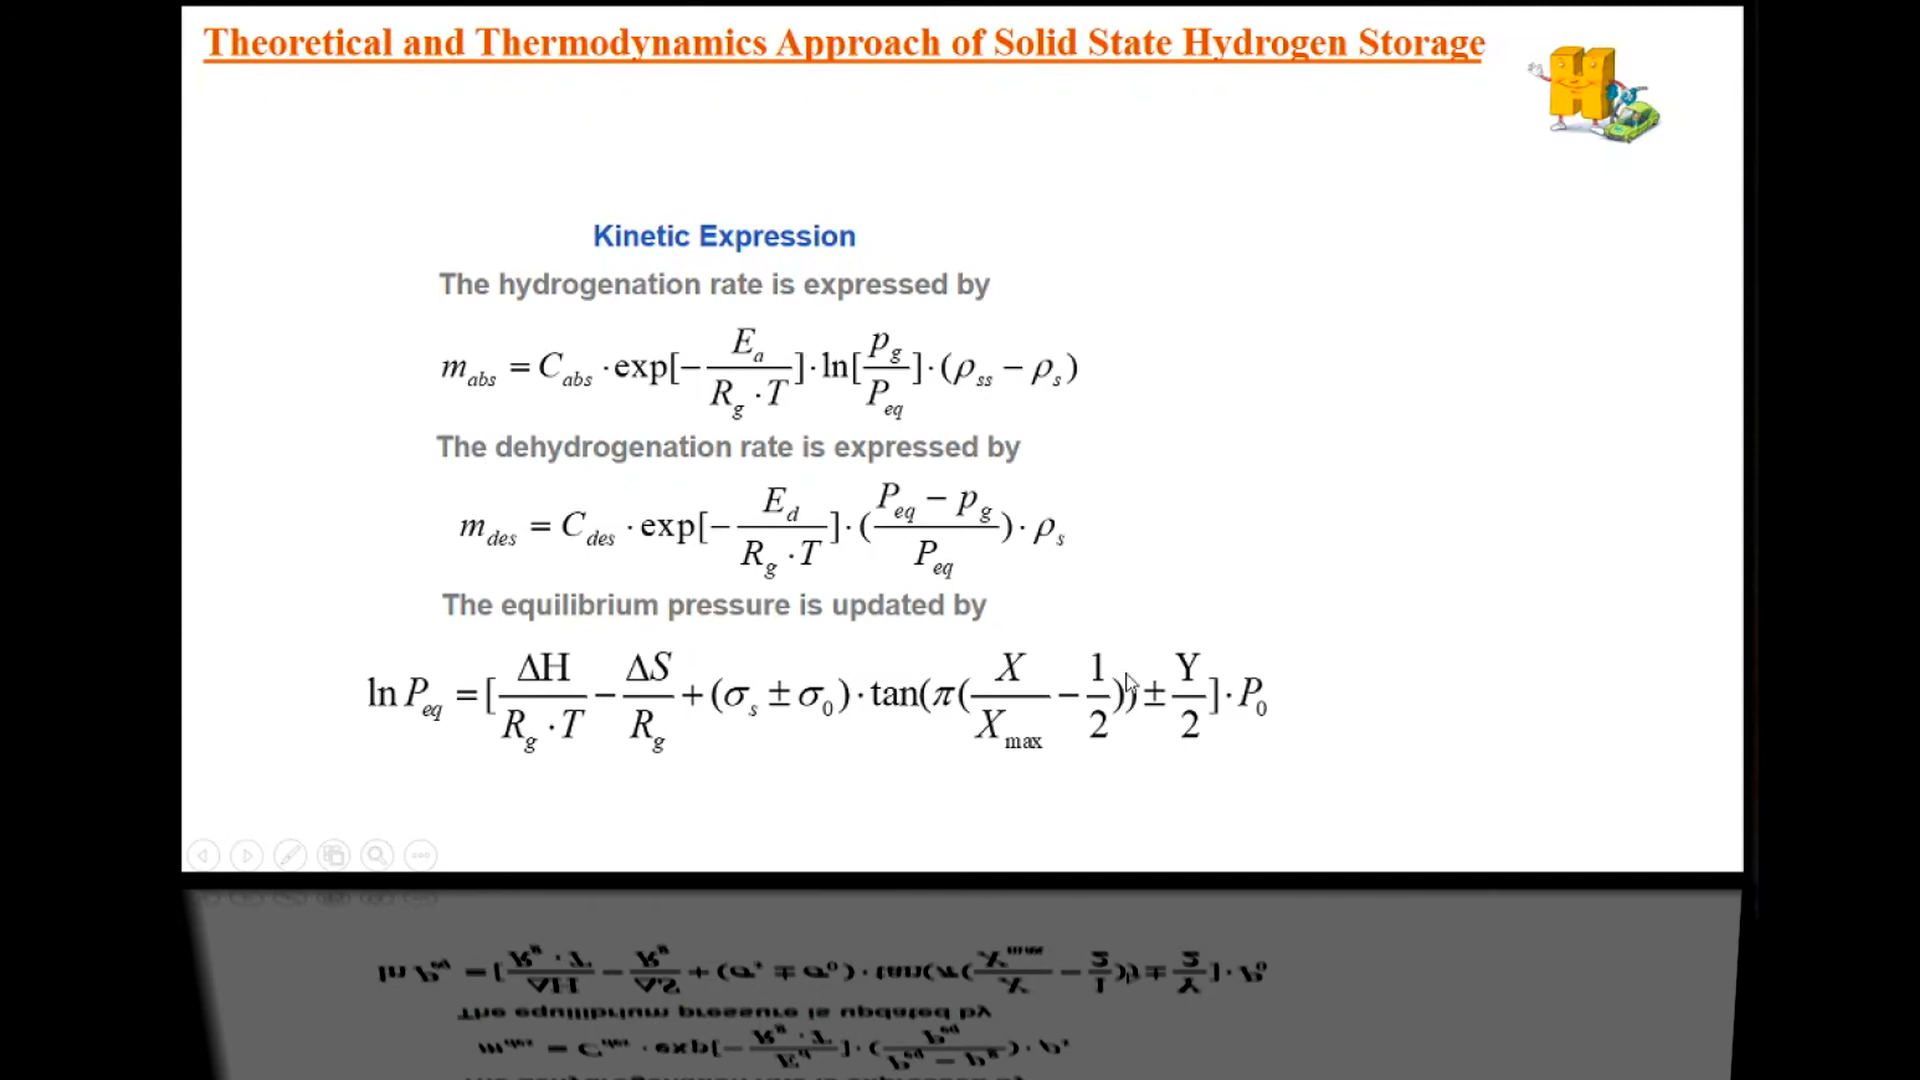 Theoretical and Thermodynamics Approach of Solid State Hydrogen Storage
H
Kinetic Expression
The hydrogenation rate is expressed by
m_abs = C_abs · exp[− E_a / (R_g · T)] · ln[p_g / P_eq] · (ρ_ss − ρ_s)
The dehydrogenation rate is expressed by
m_des = C_des · exp[− E_d / (R_g · T)] · ((P_eq − p_g) / P_eq) · ρ_s
The equilibrium pressure is updated by
ln P_eq = [ΔH / (R_g · T) − ΔS / R_g + (σ_s ± σ_0) · tan(π(X / X_max − 1/2)) ± Y/2] · P_0